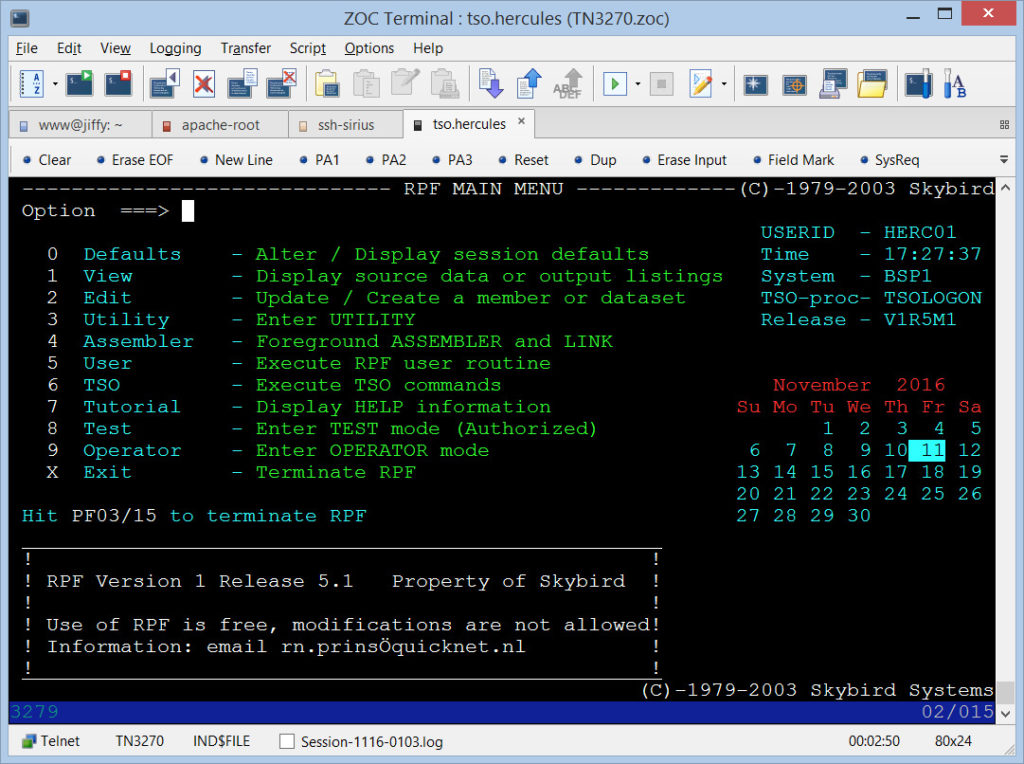 ZOC Terminal : tso.hercules (TN3270.zoc)
File Edit View Logging Transfer Script Options Help
www@jiffy: ~ apache-root ssh-sirius tso.hercules
Clear Erase EOF New Line PA1 PA2 PA3 Reset Dup Erase Input Field Mark SysReq
------------------------------ RPF MAIN MENU -------------(C)-1979-2003 Skybird
Option ===>
USERID - HERC01
0 Defaults - Alter / Display session defaults Time - 17:27:37
1 View - Display source data or output listings System - BSP1
2 Edit - Update / Create a member or dataset TSO-proc- TSOLOGON
3 Utility - Enter UTILITY Release - V1R5M1
4 Assembler - Foreground ASSEMBLER and LINK
5 User - Execute RPF user routine
6 TSO - Execute TSO commands November 2016
7 Tutorial - Display HELP information Su Mo Tu We Th Fr Sa
8 Test - Enter TEST mode (Authorized) 1 2 3 4 5
9 Operator - Enter OPERATOR mode 6 7 8 9 10 11 12
X Exit - Terminate RPF 13 14 15 16 17 18 19
20 21 22 23 24 25 26
Hit PF03/15 to terminate RPF 27 28 29 30
! !
! RPF Version 1 Release 5.1 Property of Skybird !
! !
! Use of RPF is free, modifications are not allowed!
! Information: email rn.prinsÖquicknet.nl !
! !
(C)-1979-2003 Skybird Systems
3279 02/015
Telnet TN3270 IND$FILE Session-1116-0103.log 00:02:50 80x24